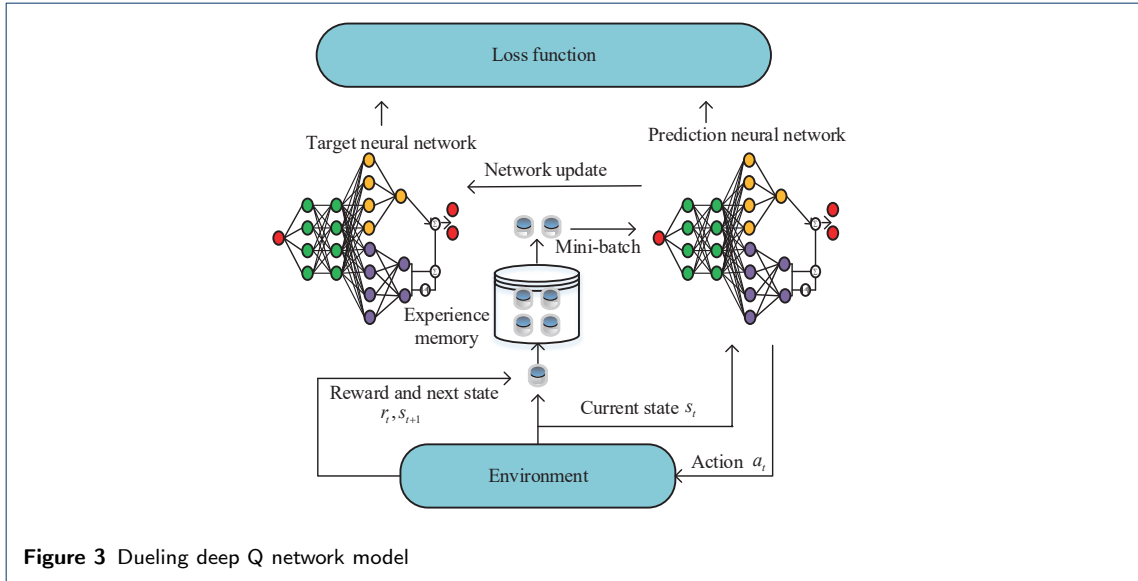 Loss function
Target neural network
Prediction neural network
Network update
Mini-batch
Experience
memory
Reward and next state
r_t, s_{t+1}
Current state s_t
Action a_t
Environment
Figure 3 Dueling deep Q network model